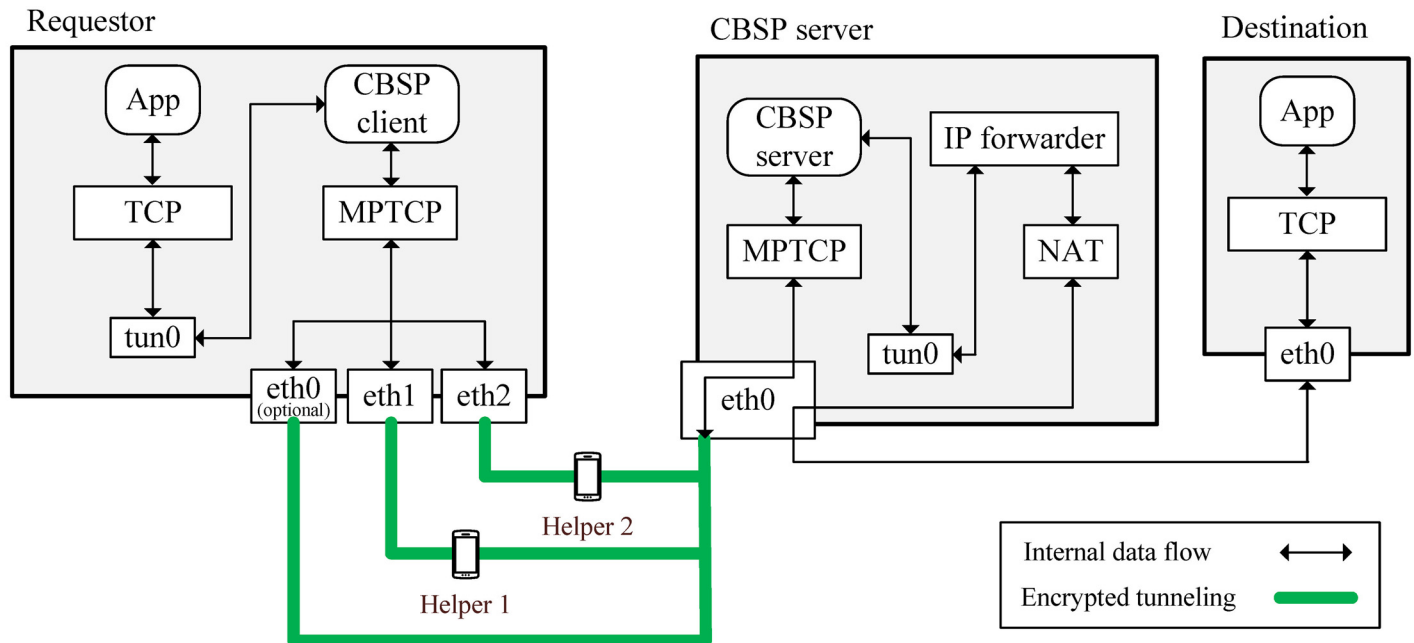 Requestor
App
CBSP
client
TCP
MPTCP
tun0
eth0
(optional)
eth1
eth2
CBSP server
CBSP
server
IP forwarder
MPTCP
NAT
tun0
eth0
Destination
App
TCP
eth0
Helper 2
Helper 1
Internal data flow
Encrypted tunneling